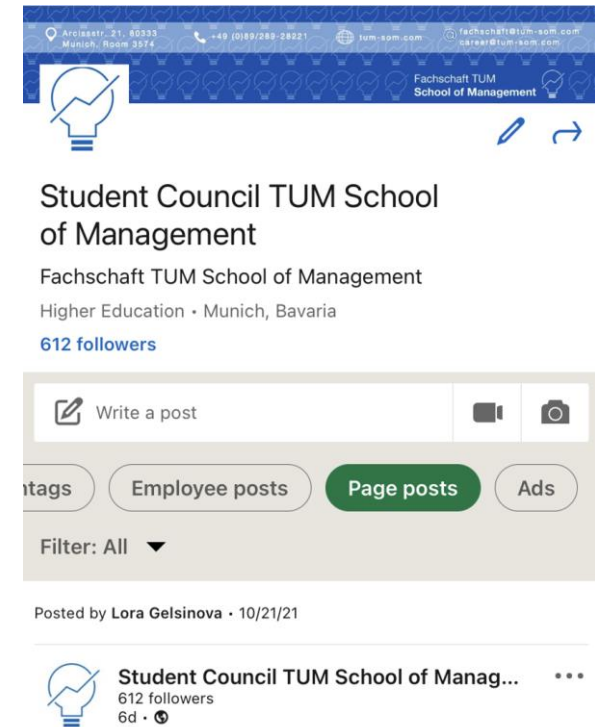 Arcisstr. 21, 80333
Munich, Room 3574
+49 (0)89/289-28221
tum-som.com
fachschaft@tum-som.com
career@tum-som.com
Fachschaft TUM
School of Management
Student Council TUM School
of Management
Fachschaft TUM School of Management
Higher Education • Munich, Bavaria
612 followers
Write a post
ntags
Employee posts
Page posts
Ads
Filter: All
Posted by Lora Gelsinova • 10/21/21
Student Council TUM School of Manag...
612 followers
6d •